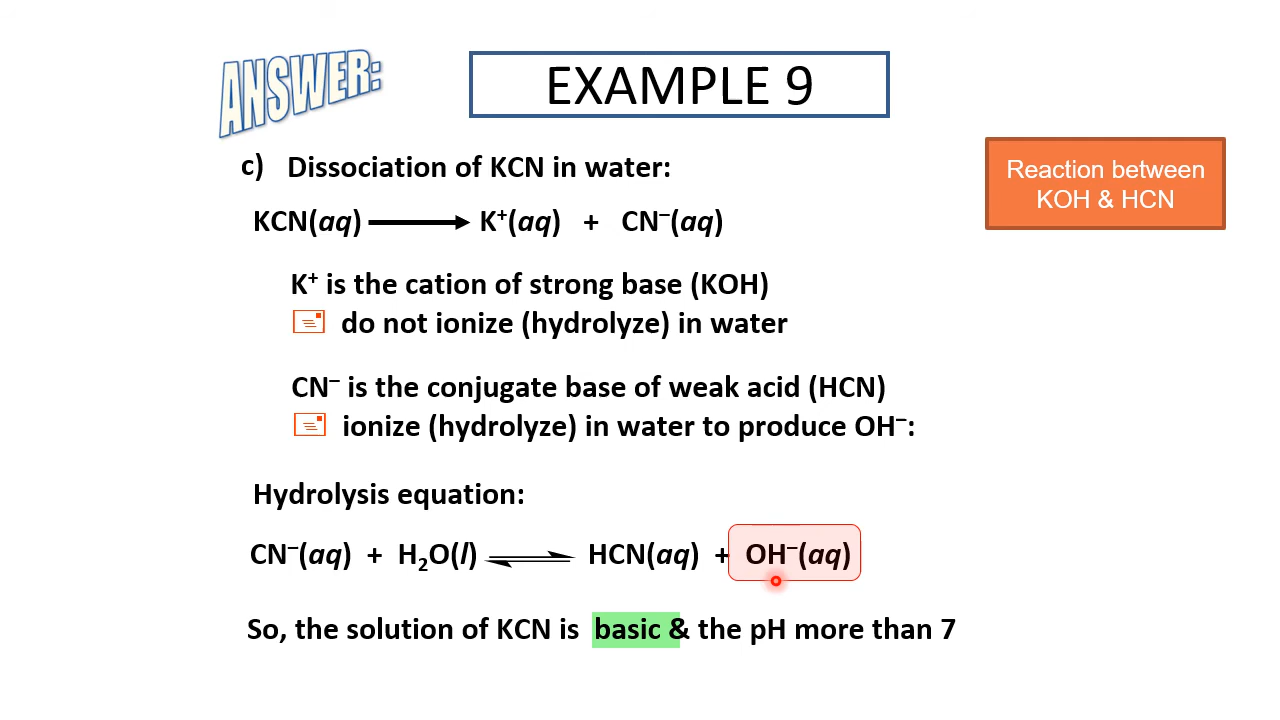 ANSWER:
EXAMPLE 9
Reaction between
KOH & HCN
c) Dissociation of KCN in water:
KCN(aq) ⟶ K⁺(aq) + CN⁻(aq)
K⁺ is the cation of strong base (KOH)
do not ionize (hydrolyze) in water
CN⁻ is the conjugate base of weak acid (HCN)
ionize (hydrolyze) in water to produce OH⁻:
Hydrolysis equation:
CN⁻(aq) + H₂O(l) ⇌ HCN(aq) + OH⁻(aq)
So, the solution of KCN is basic & the pH more than 7